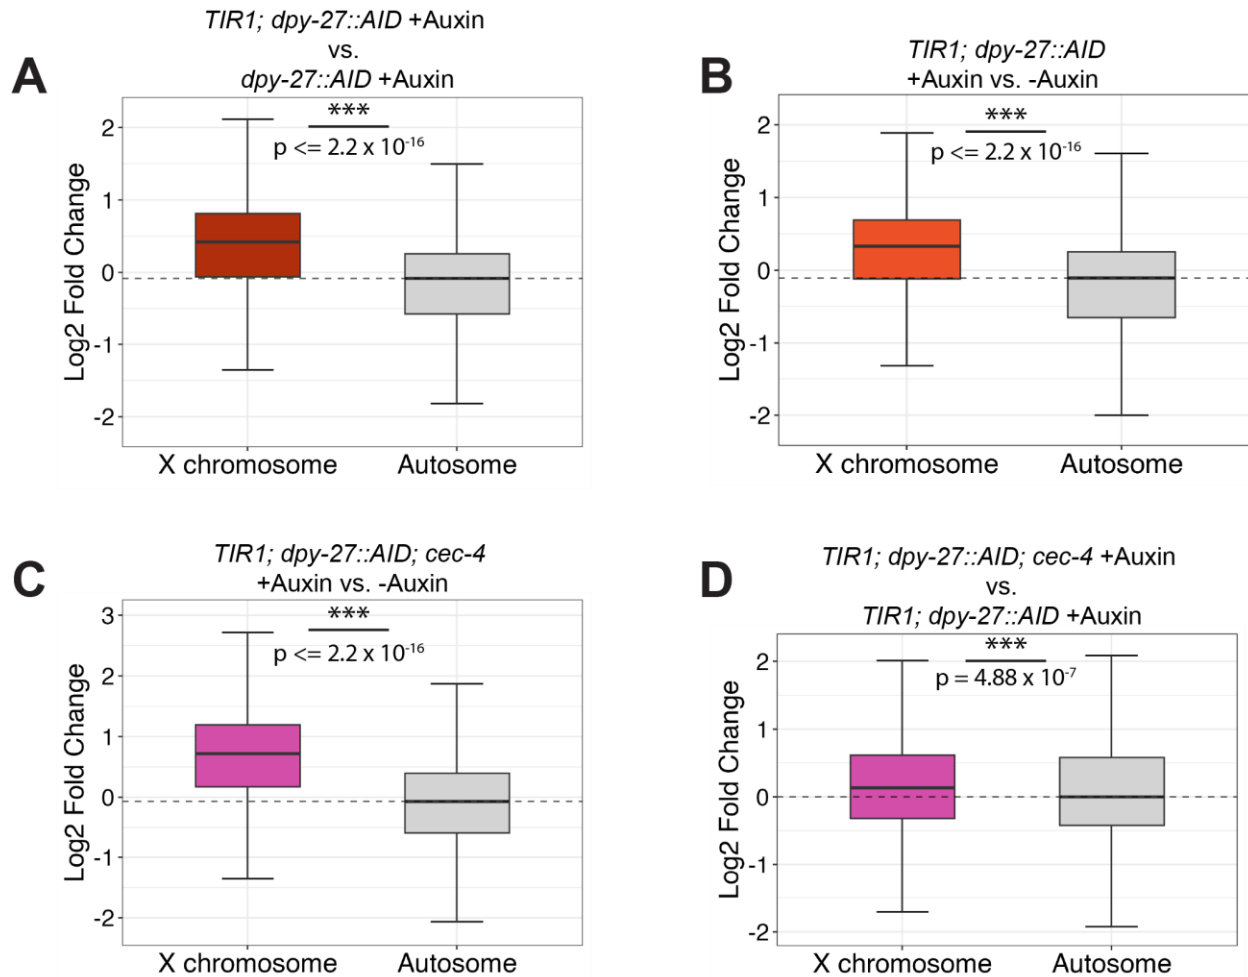 A
TIR1; dpy-27::AID +Auxin
vs.
dpy-27::AID +Auxin
***
p <= 2.2 x 10⁻¹⁶
Log2 Fold Change
2
1
0
-1
-2
X chromosome Autosome
B
TIR1; dpy-27::AID
+Auxin vs. -Auxin
***
p <= 2.2 x 10⁻¹⁶
Log2 Fold Change
2
1
0
-1
-2
X chromosome Autosome
C
TIR1; dpy-27::AID; cec-4
+Auxin vs. -Auxin
***
p <= 2.2 x 10⁻¹⁶
Log2 Fold Change
3
2
1
0
-1
-2
X chromosome Autosome
D
TIR1; dpy-27::AID; cec-4 +Auxin
vs.
TIR1; dpy-27::AID +Auxin
***
p = 4.88 x 10⁻⁷
Log2 Fold Change
2
1
0
-1
-2
X chromosome Autosome